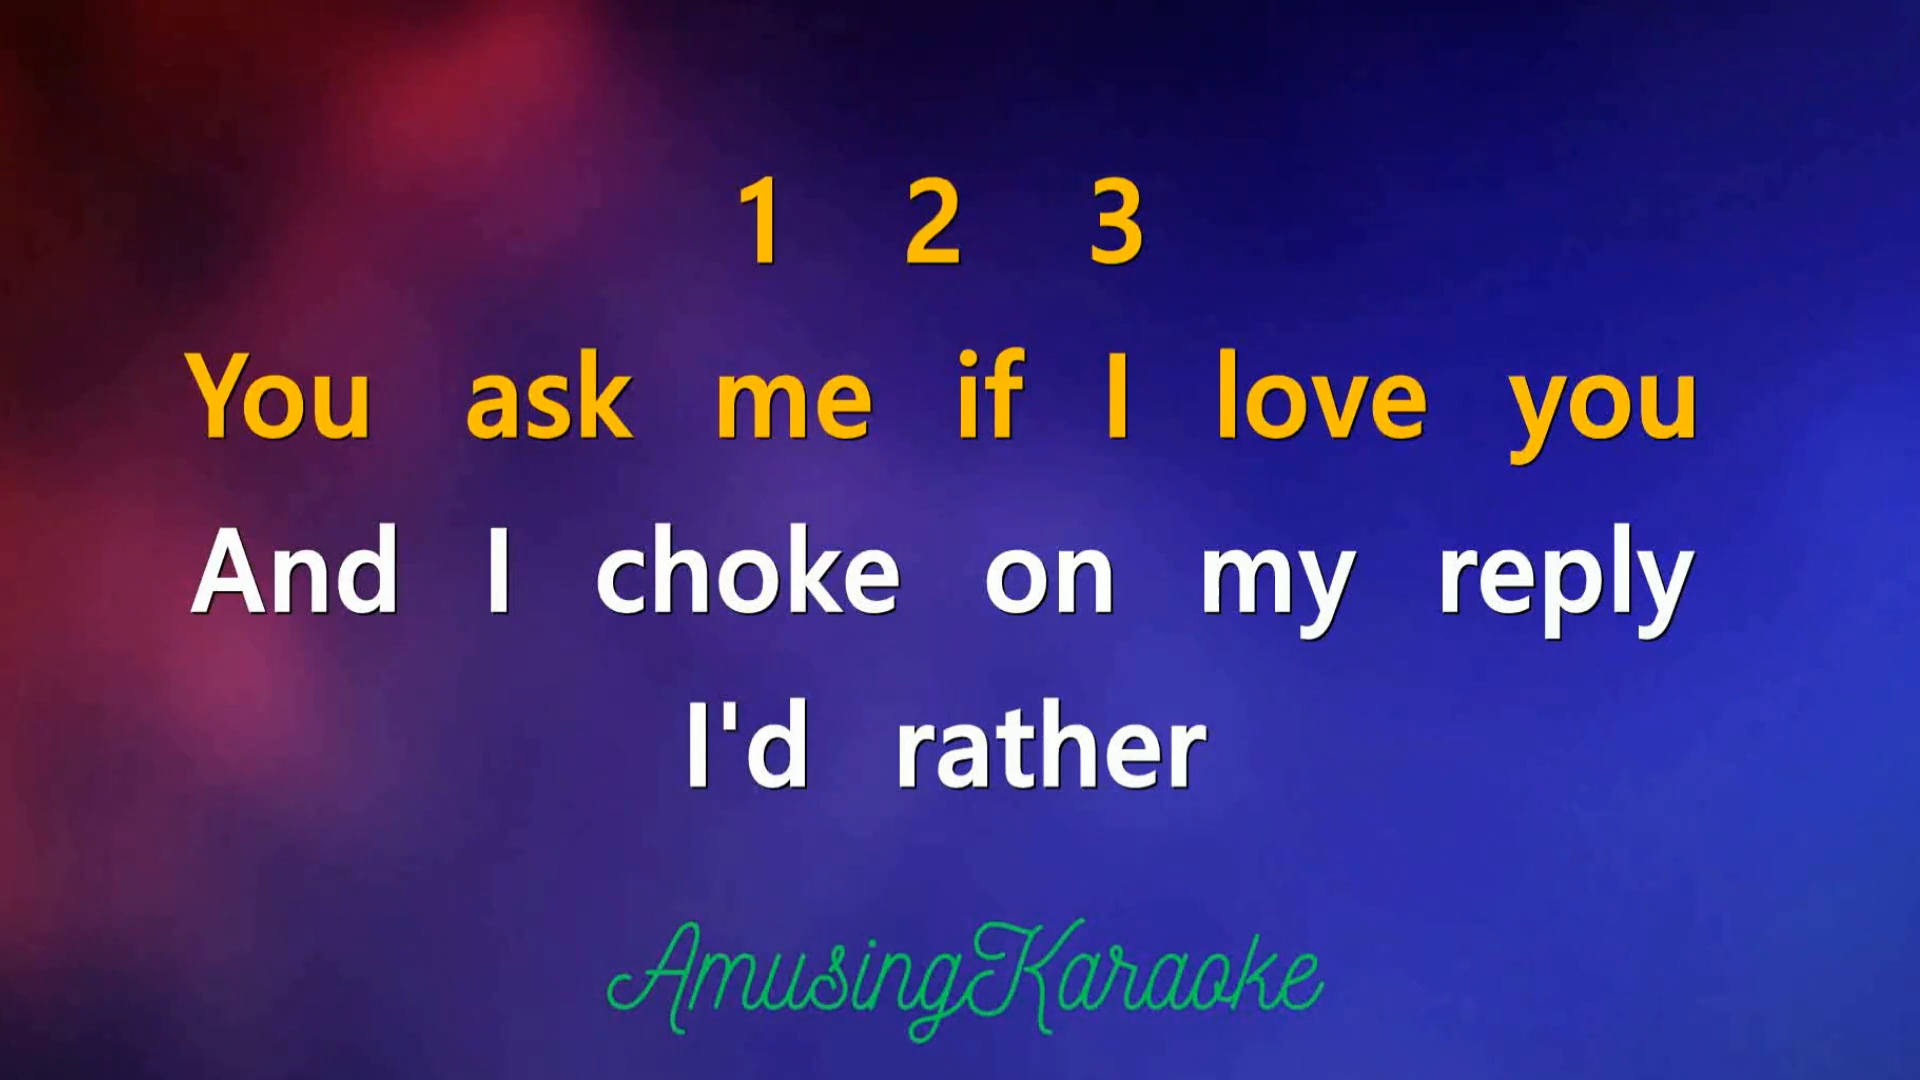 1 2 3
You ask me if I love you
And I choke on my reply
I'd rather
AmusingKaraoke